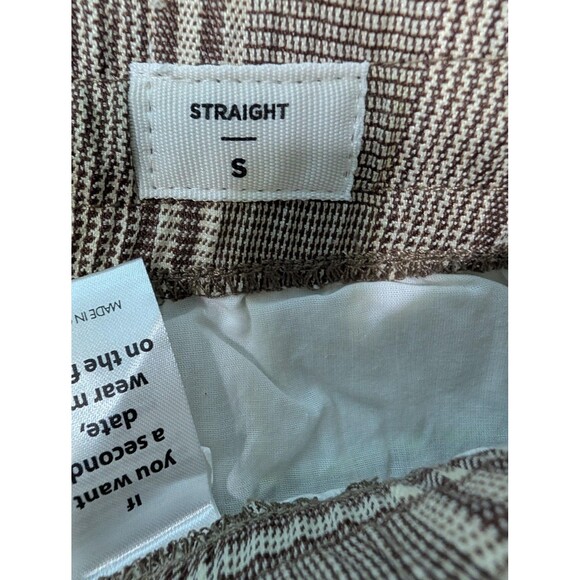 STRAIGHT
S
If
you want
a second
date,
wear m
on the f
MADE IN